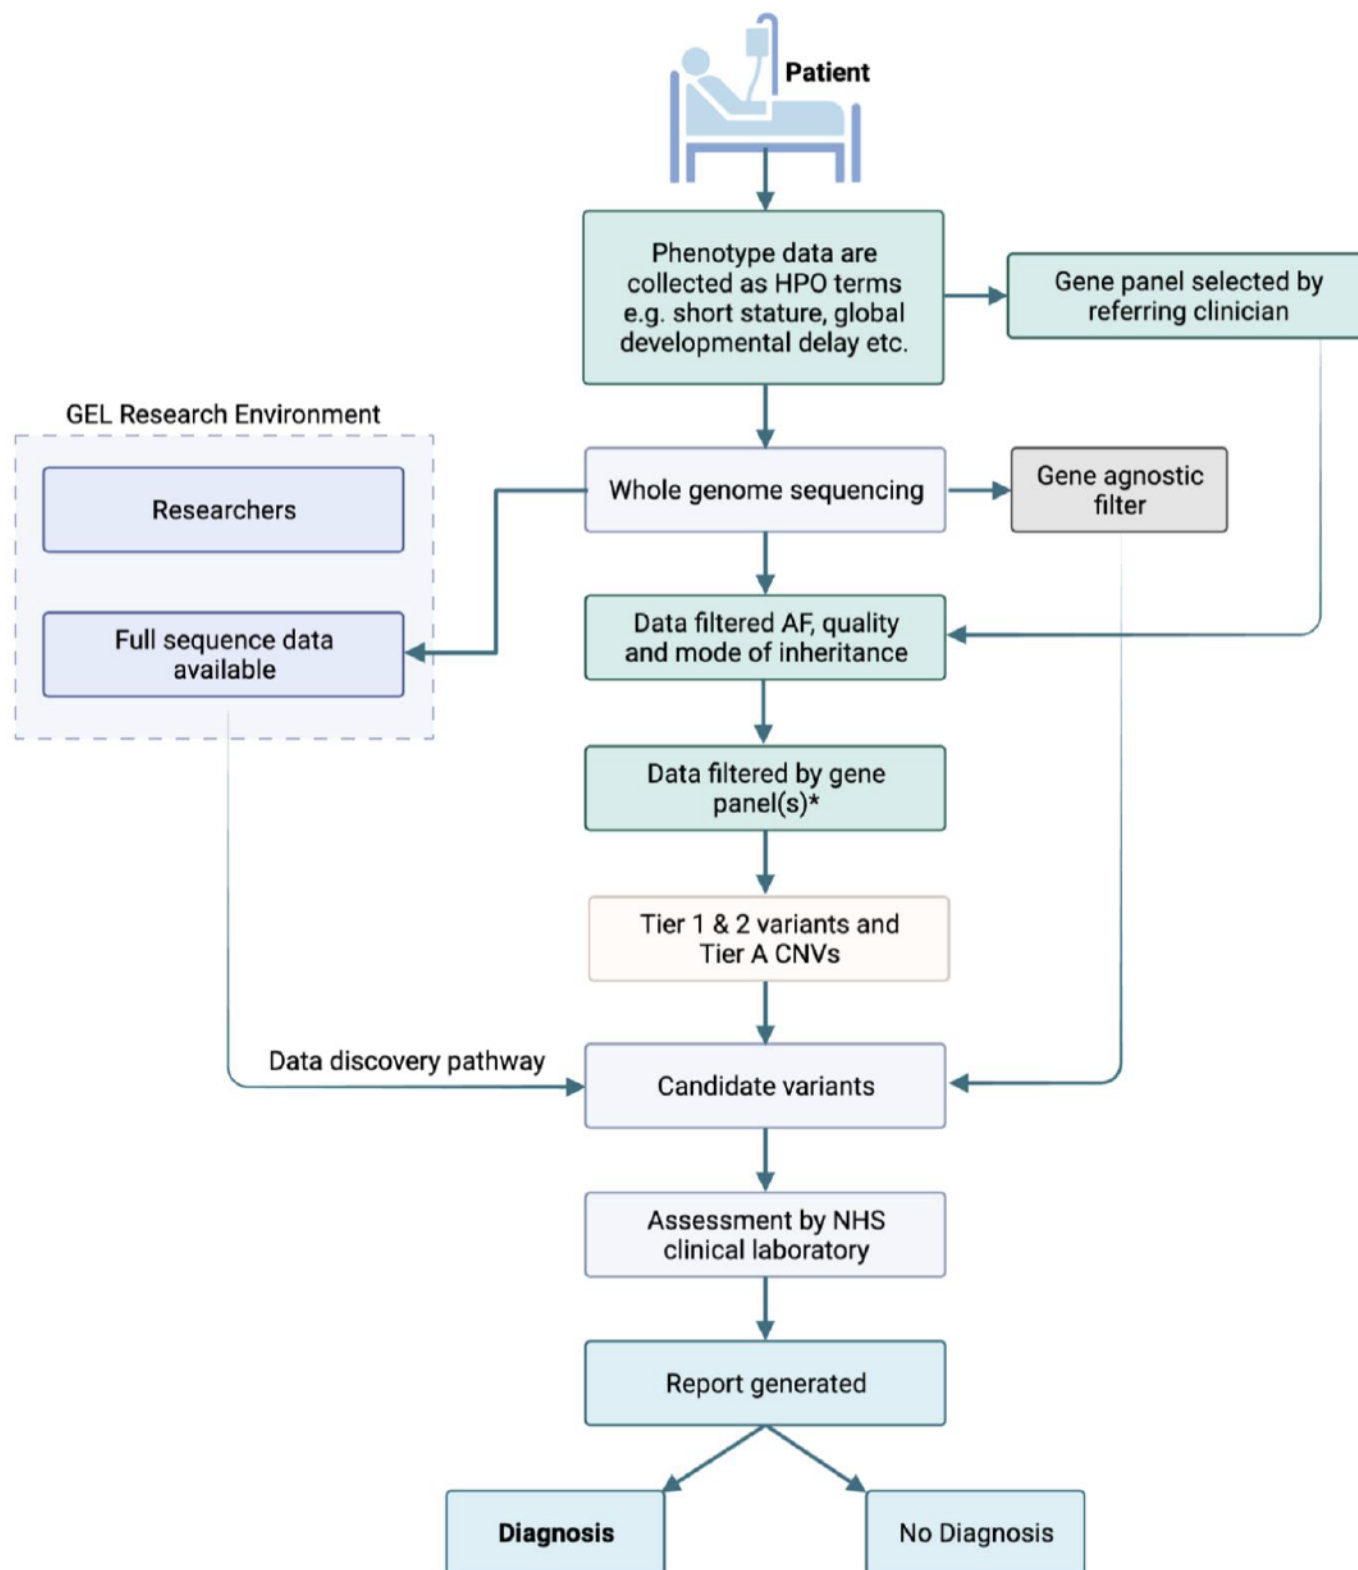 Patient
Phenotype data are
collected as HPO terms
e.g. short stature, global
developmental delay etc.
Gene panel selected by
referring clinician
GEL Research Environment
Researchers
Whole genome sequencing
Gene agnostic
filter
Full sequence data
available
Data filtered AF, quality
and mode of inheritance
Data filtered by gene
panel(s)*
Tier 1 & 2 variants and
Tier A CNVs
Data discovery pathway
Candidate variants
Assessment by NHS
clinical laboratory
Report generated
Diagnosis
No Diagnosis